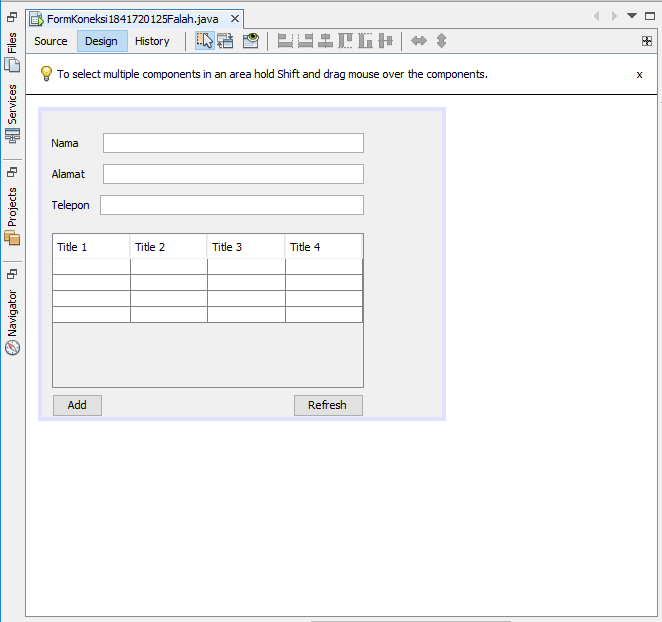 FormKoneksi1841720125Falah.java
Source Design History
To select multiple components in an area hold Shift and drag mouse over the components.
x
Files
Services
Projects
Navigator
Nama
Alamat
Telepon
Title 1 Title 2 Title 3 Title 4
Add Refresh